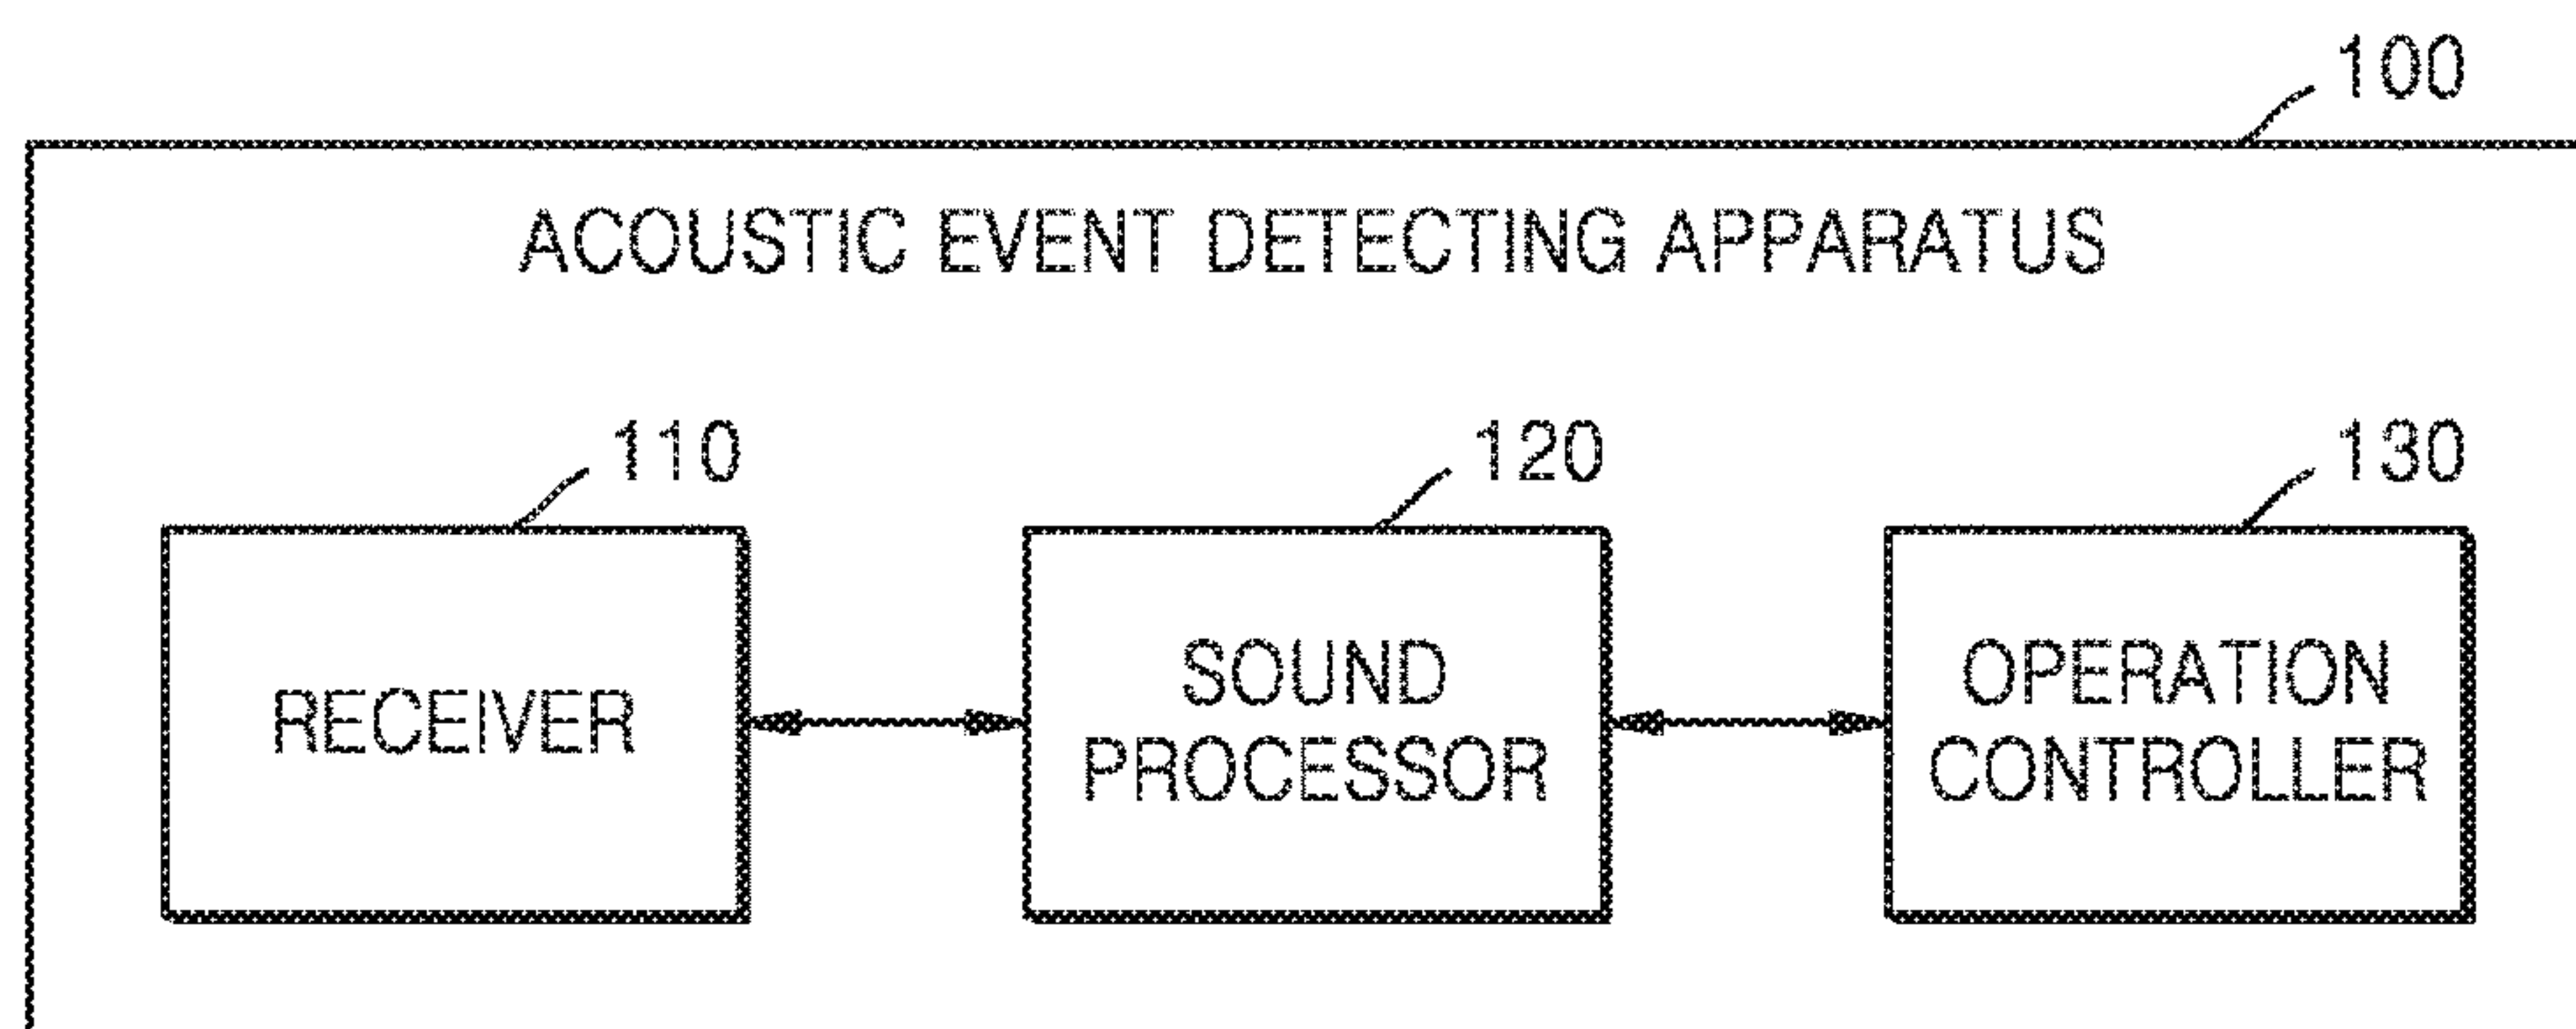 100
ACOUSTIC EVENT DETECTING APPARATUS
110
120
130
RECEIVER
SOUND
PROCESSOR
OPERATION
CONTROLLER